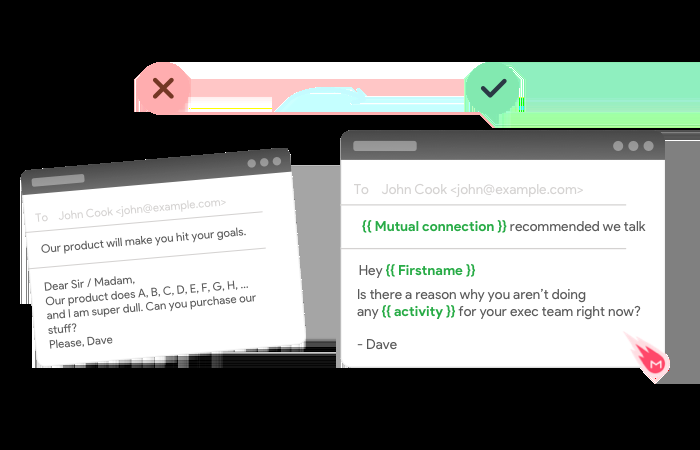 To John Cook <john@example.com>
Our product will make you hit your goals.
Dear Sir / Madam,
Our product does A, B, C, D, E, F, G, H, ...
and I am super dull. Can you purchase our
stuff?
Please, Dave
To John Cook <john@example.com>
{{ Mutual connection }} recommended we talk
Hey {{ Firstname }}
Is there a reason why you aren’t doing
any {{ activity }} for your exec team right now?
- Dave
M